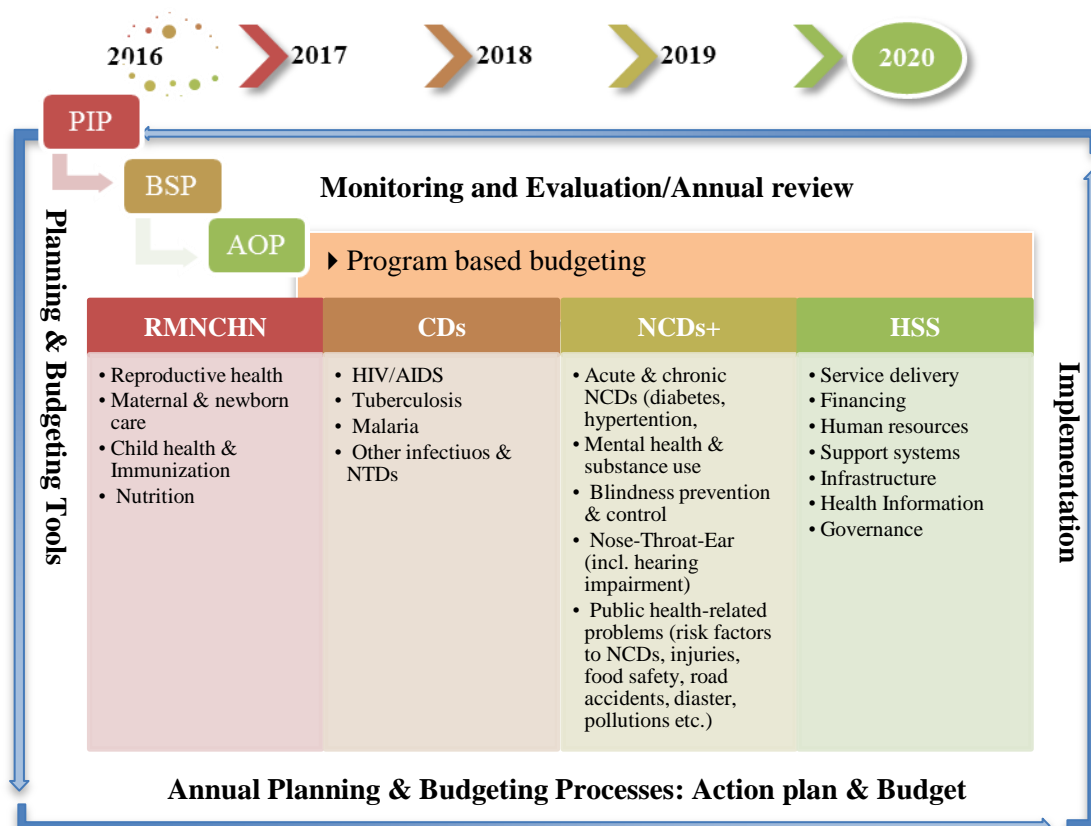 2016
2017
2018
2019
2020
PIP
BSP
AOP
Monitoring and Evaluation/Annual review
Planning & Budgeting Tools
Program based budgeting
RMNCHN
• Reproductive health
• Maternal & newborn
care
• Child health &
Immunization
• Nutrition
CDs
• HIV/AIDS
• Tuberculosis
• Malaria
• Other infectiuos &
NTDs
NCDs+
• Acute & chronic
NCDs (diabetes,
hypertention,
• Mental health &
substance use
• Blindness prevention
& control
• Nose-Throat-Ear
(incl. hearing
impairment)
• Public health-related
problems (risk factors
to NCDs, injuries,
food safety, road
accidents, diaster,
pollutions etc.)
HSS
• Service delivery
• Financing
• Human resources
• Support systems
• Infrastructure
• Health Information
• Governance
Implementation
Annual Planning & Budgeting Processes: Action plan & Budget